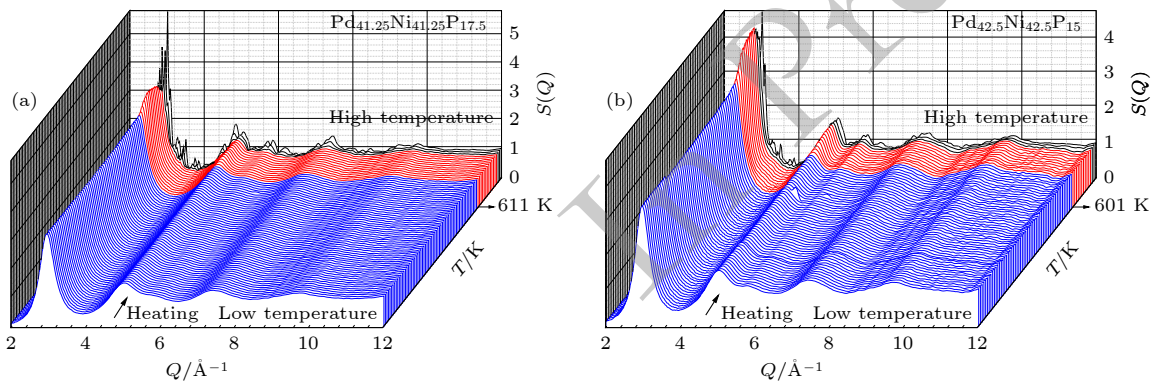 (a)
Pd41.25Ni41.25P17.5
High temperature
5
4
3
2
1
0
S(Q)
611 K
T/K
Heating
Low temperature
2 4 6 8 10 12
Q/Å−1
(b)
Pd42.5Ni42.5P15
High temperature
4
3
2
1
0
S(Q)
601 K
T/K
Heating
Low temperature
2 4 6 8 10 12
Q/Å−1